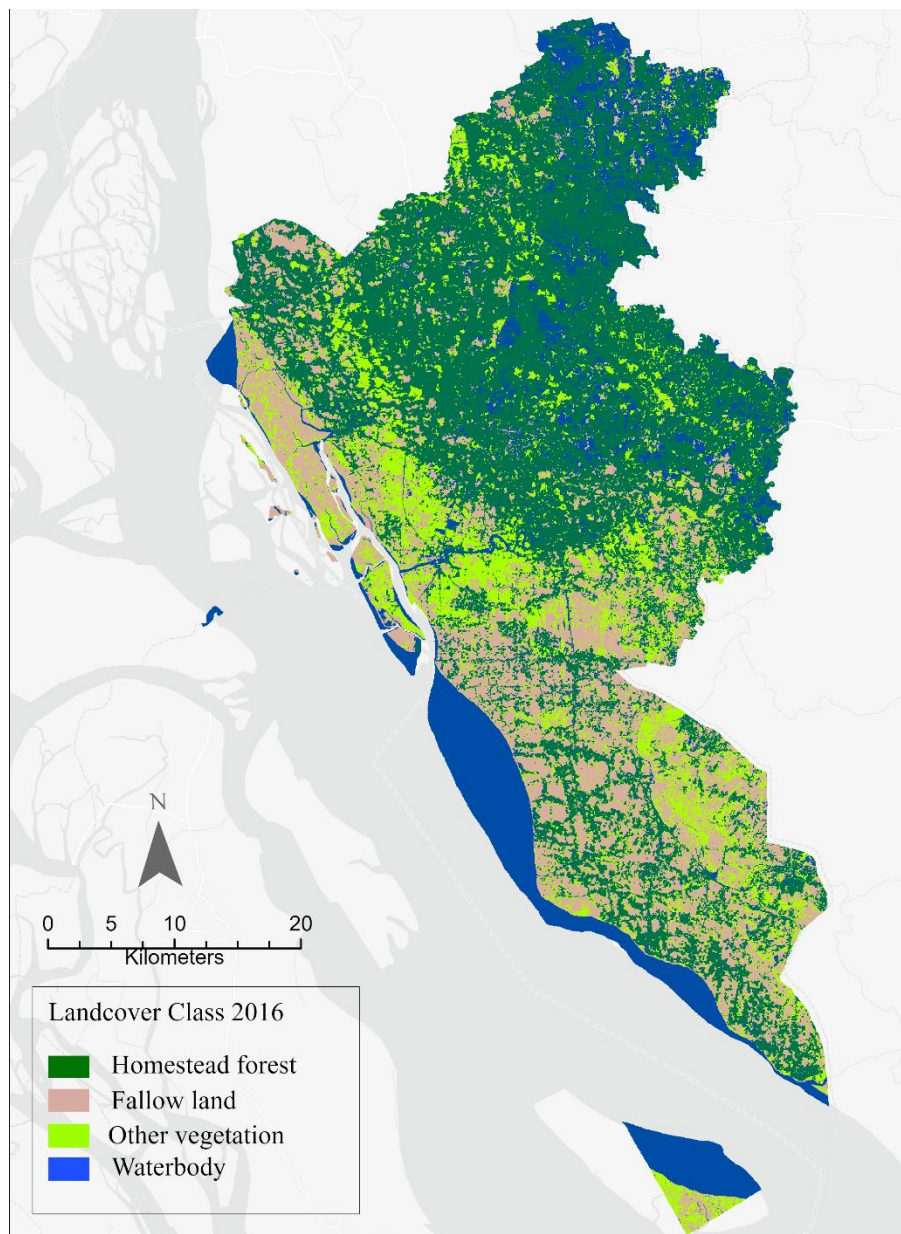 N
0 5 10 20
Kilometers
Landcover Class 2016
Homestead forest
Fallow land
Other vegetation
Waterbody